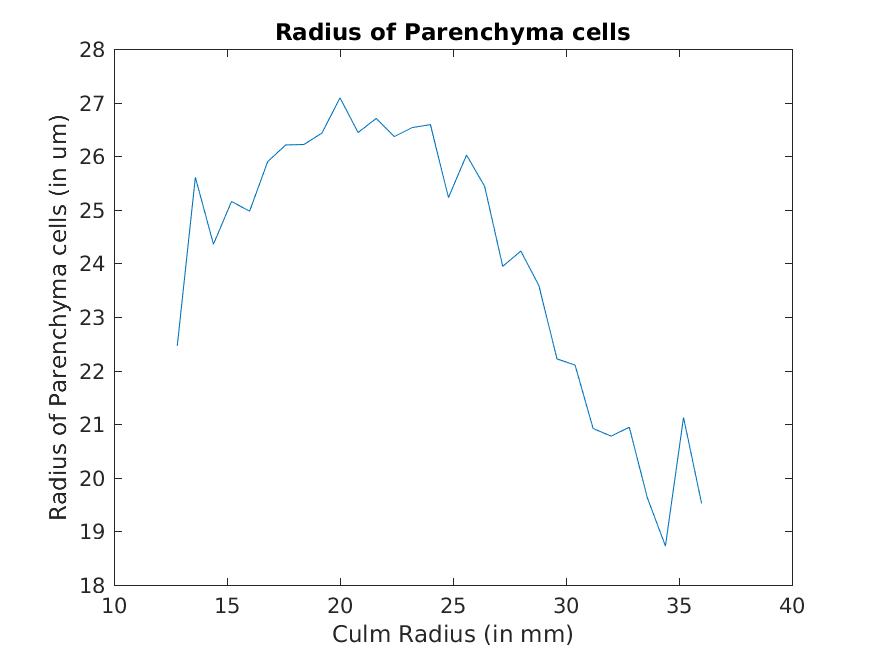 Radius of Parenchyma cells
28
27
26
25
24
23
22
21
20
19
18
Radius of Parenchyma cells (in um)
10 15 20 25 30 35 40
Culm Radius (in mm)